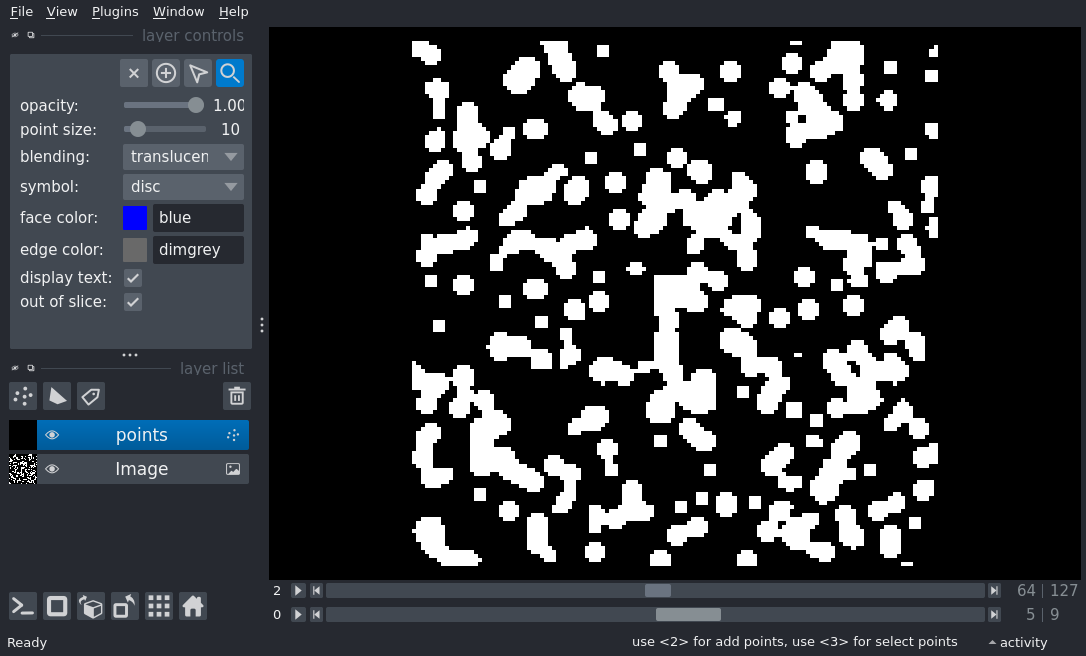 File View Plugins Window Help
layer controls
opacity: 1.00
point size: 10
blending: translucen
symbol: disc
face color: blue
edge color: dimgrey
display text:
out of slice:
layer list
points
Image
2 64 127
0 5 9
Ready use <2> for add points, use <3> for select points activity